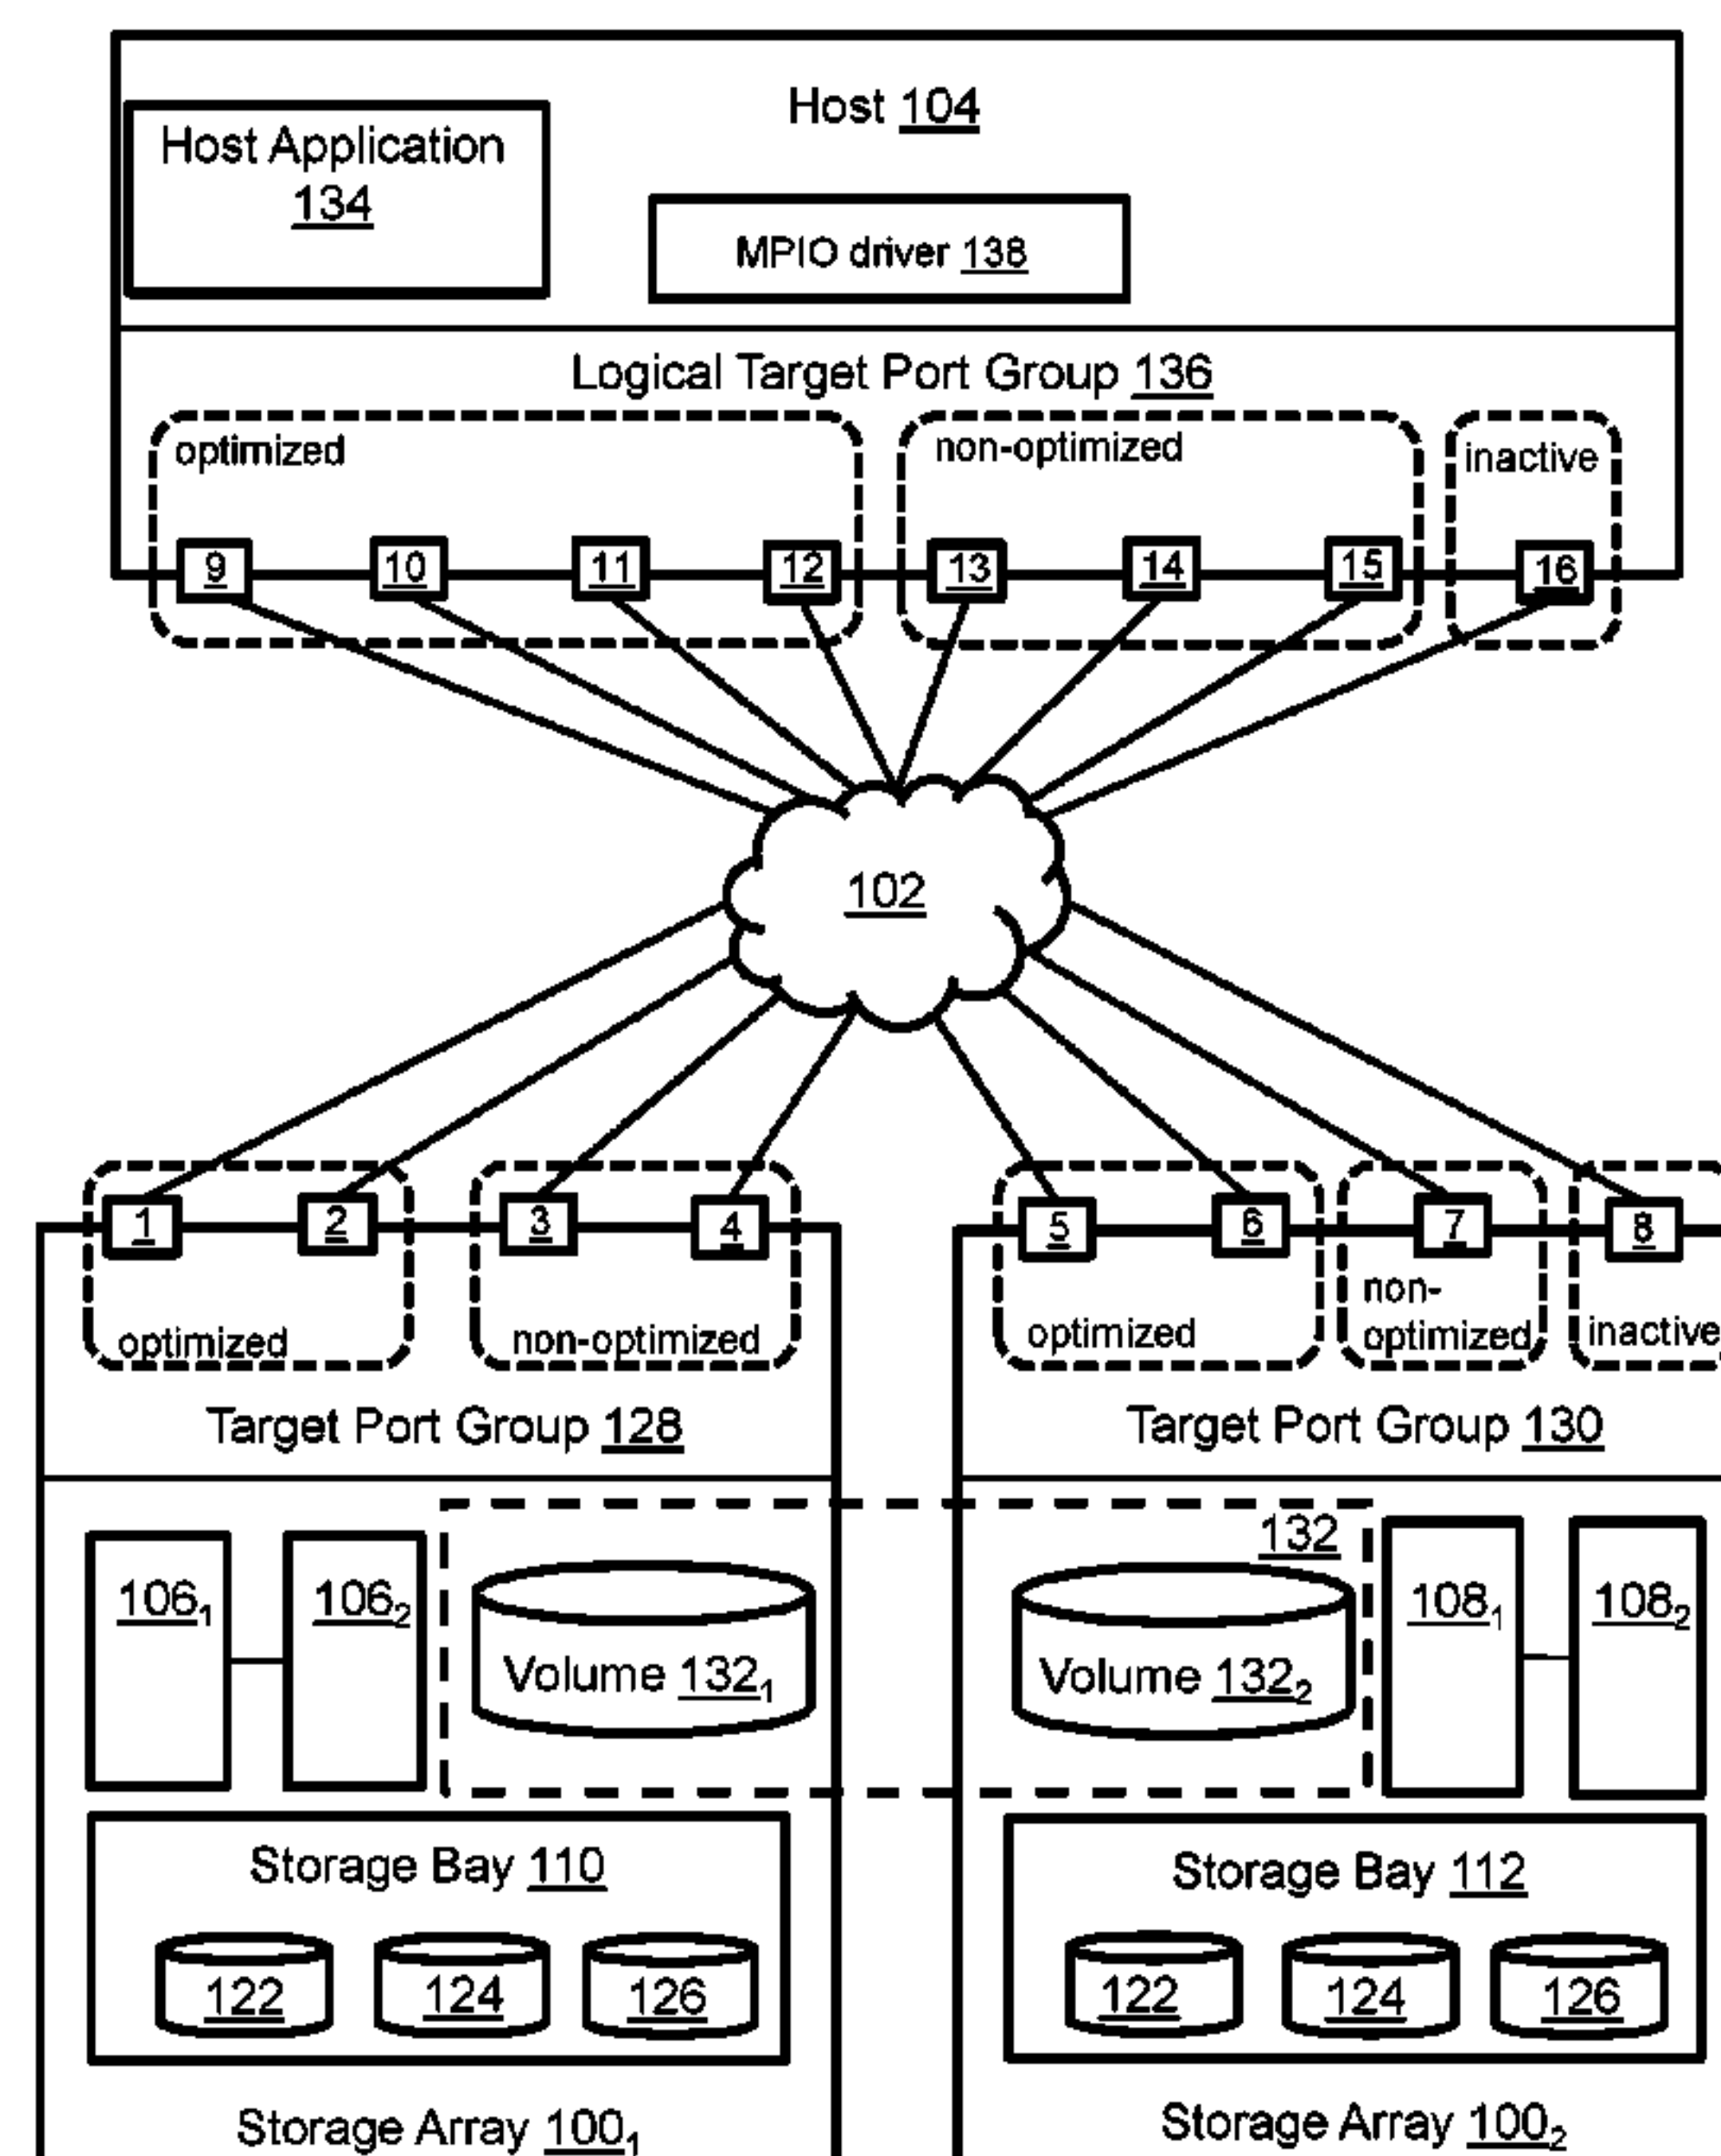 Host 104
Host Application
134
MPIO driver 138
Logical Target Port Group 136
optimized
non-optimized
inactive
9
10
11
12
13
14
15
16
102
1
2
3
4
5
6
7
8
optimized
non-optimized
optimized
non-
optimized
inactive
Target Port Group 128
Target Port Group 130
132
106₁
106₂
108₁
108₂
Volume 132₁
Volume 132₂
Storage Bay 110
Storage Bay 112
122
124
126
122
124
126
Storage Array 100₁
Storage Array 100₂